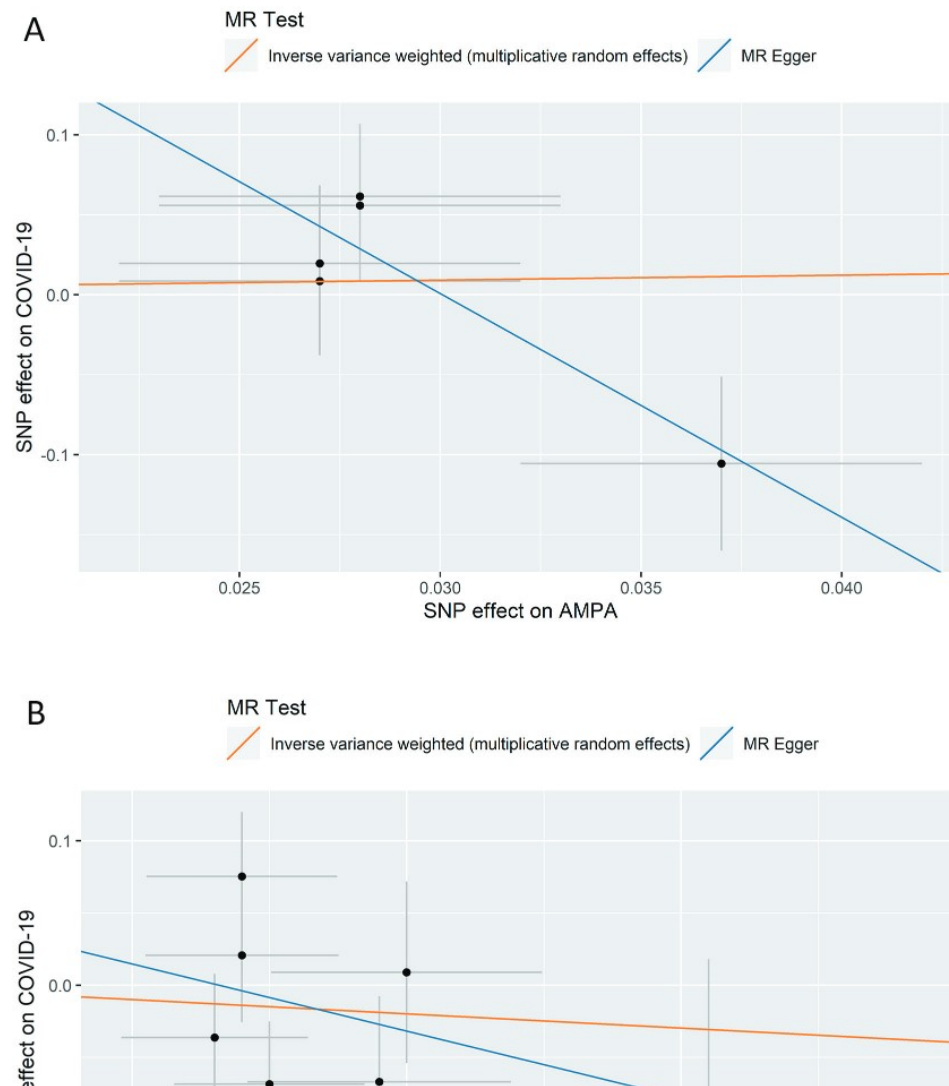 A
MR Test
Inverse variance weighted (multiplicative random effects) MR Egger
SNP effect on COVID-19
0.1
0.0
-0.1
0.025 0.030 0.035 0.040
SNP effect on AMPA
B
MR Test
Inverse variance weighted (multiplicative random effects) MR Egger
effect on COVID-19
0.1
0.0